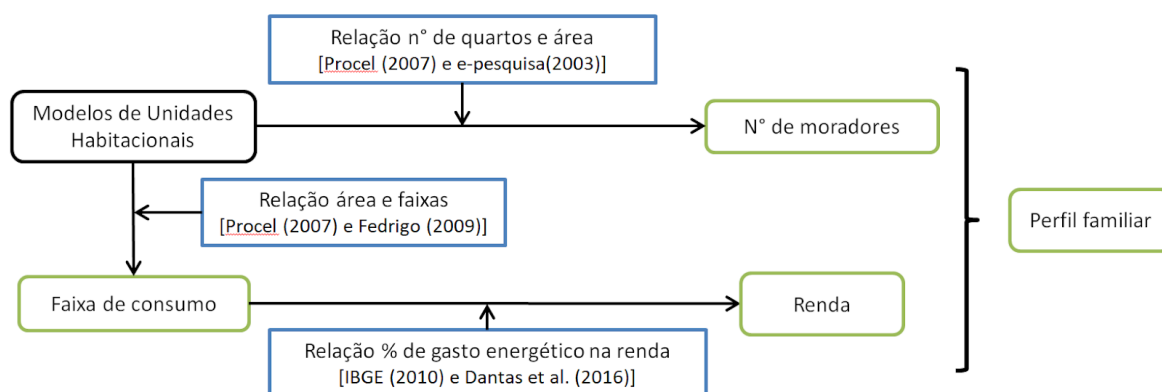 Relação n° de quartos e área
[Procel (2007) e e-pesquisa(2003)]
Modelos de Unidades
Habitacionais
N° de moradores
Relação área e faixas
[Procel (2007) e Fedrigo (2009)]
Perfil familiar
Faixa de consumo
Renda
Relação % de gasto energético na renda
[IBGE (2010) e Dantas et al. (2016)]